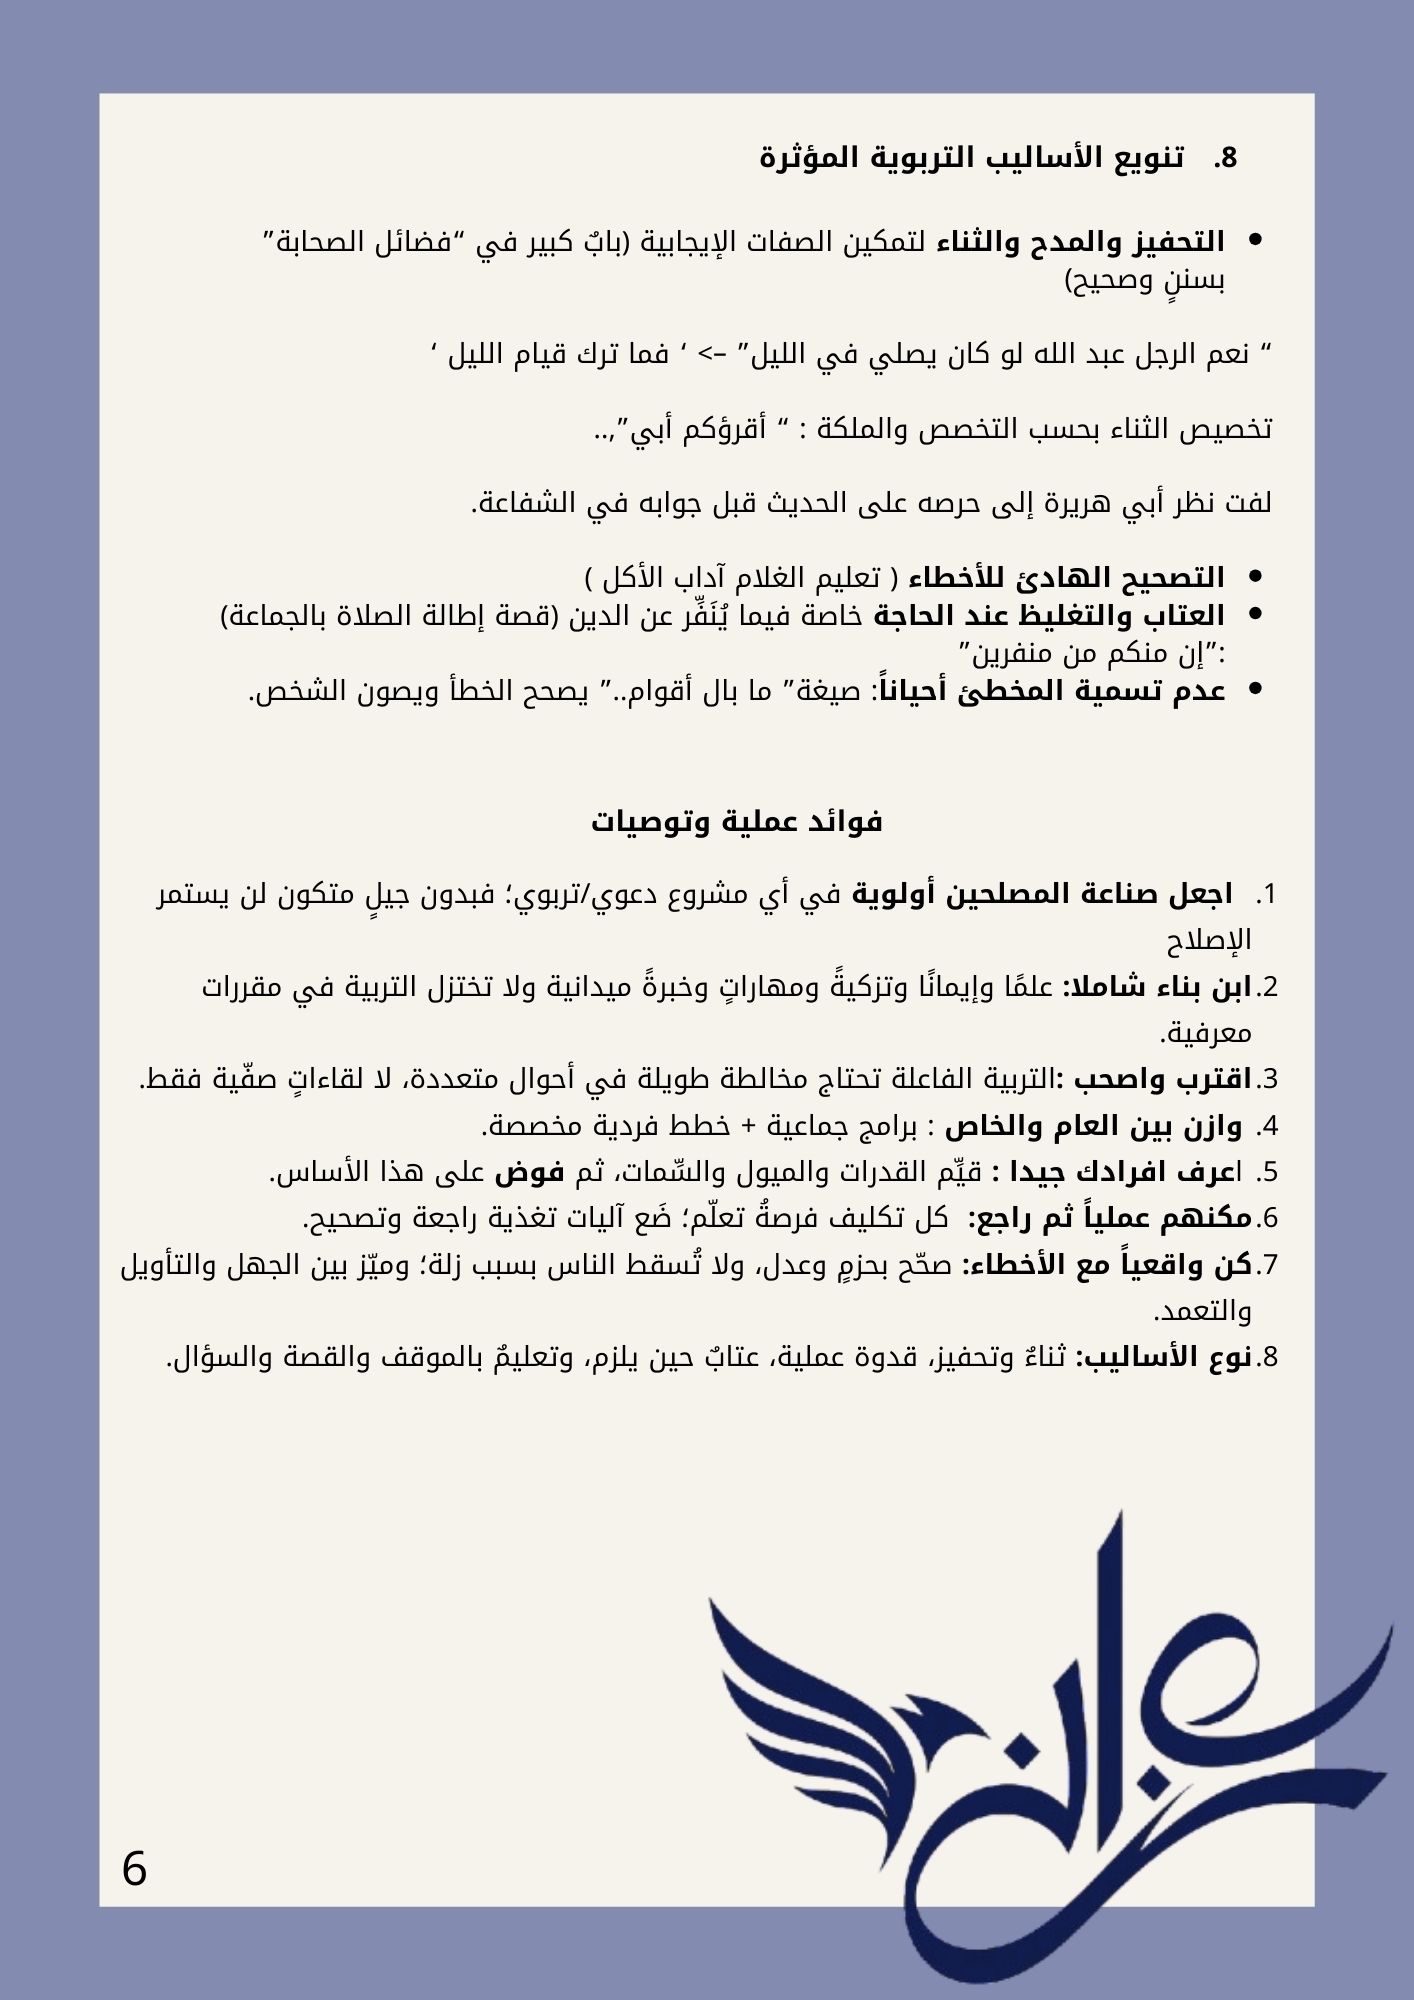 8. تنويع الأساليب التربوية المؤثرة
• التحفيز والمدح والثناء لتمكين الصفات الإيجابية (بابٌ كبير في “فضائل الصحابة”
بسننٍ وصحيح)
“ نعم الرجل عبد الله لو كان يصلي في الليل” –> ‘ فما ترك قيام الليل ‘
تخصيص الثناء بحسب التخصص والملكة : “ أقرؤكم أبي”,..
لفت نظر أبي هريرة إلى حرصه على الحديث قبل جوابه في الشفاعة.
• التصحيح الهادئ للأخطاء ( تعليم الغلام آداب الأكل )
• العتاب والتغليظ عند الحاجة خاصة فيما يُنَفِّر عن الدين (قصة إطالة الصلاة بالجماعة)
:”إن منكم من منفرين”
• عدم تسمية المخطئ أحياناً: صيغة” ما بال أقوام..” يصحح الخطأ ويصون الشخص.
فوائد عملية وتوصيات
1. اجعل صناعة المصلحين أولوية في أي مشروع دعوي/تربوي؛ فبدون جيلٍ متكون لن يستمر
الإصلاح
2. ابن بناء شاملا: علمًا وإيمانًا وتزكيةً ومهاراتٍ وخبرةً ميدانية ولا تختزل التربية في مقررات
معرفية.
3. اقترب واصحب :التربية الفاعلة تحتاج مخالطة طويلة في أحوال متعددة، لا لقاءاتٍ صفّية فقط.
4. وازن بين العام والخاص : برامج جماعية + خطط فردية مخصصة.
5. اعرف افرادك جيدا : قيِّم القدرات والميول والسِّمات، ثم فوض على هذا الأساس.
6. مكنهم عملياً ثم راجع: كل تكليف فرصةُ تعلّم؛ ضَع آليات تغذية راجعة وتصحيح.
7. كن واقعياً مع الأخطاء: صحّح بحزمٍ وعدل، ولا تُسقط الناس بسبب زلة؛ وميّز بين الجهل والتأويل
والتعمد.
8. نوع الأساليب: ثناءٌ وتحفيز، قدوة عملية، عتابٌ حين يلزم، وتعليمٌ بالموقف والقصة والسؤال.
6